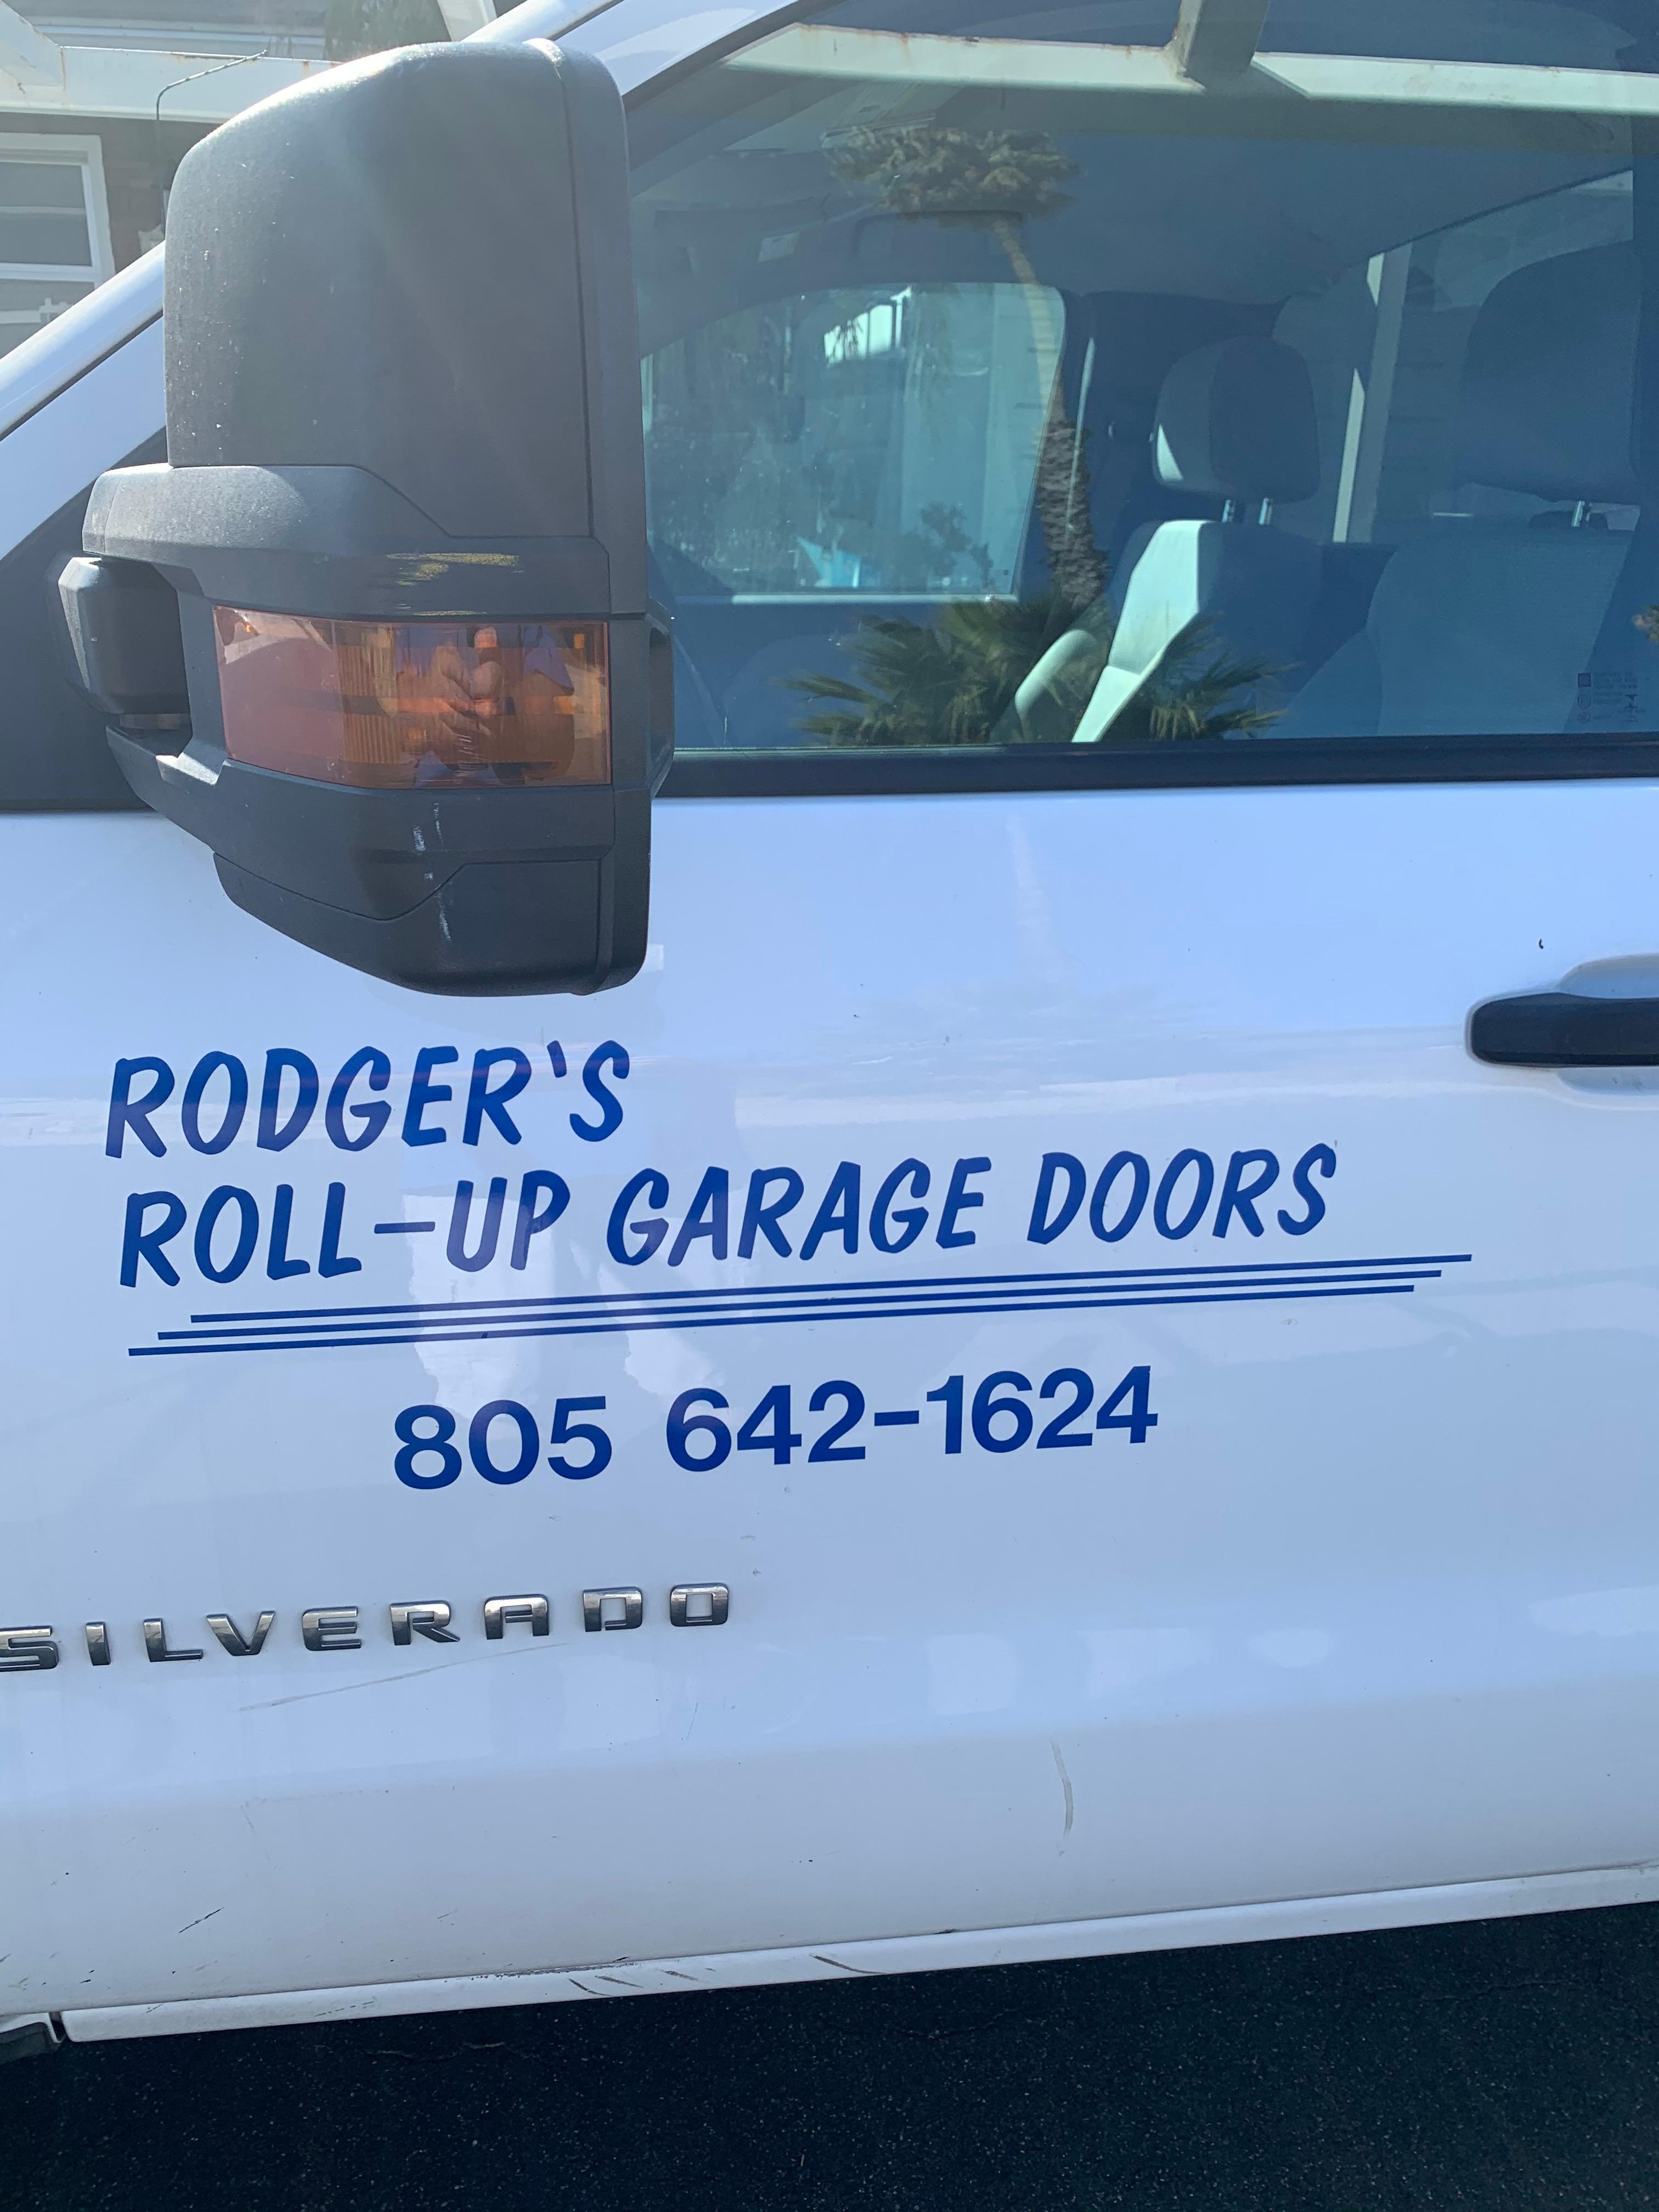 RODGER'S
ROLL-UP GARAGE DOORS
805 642-1624
SILVERADO